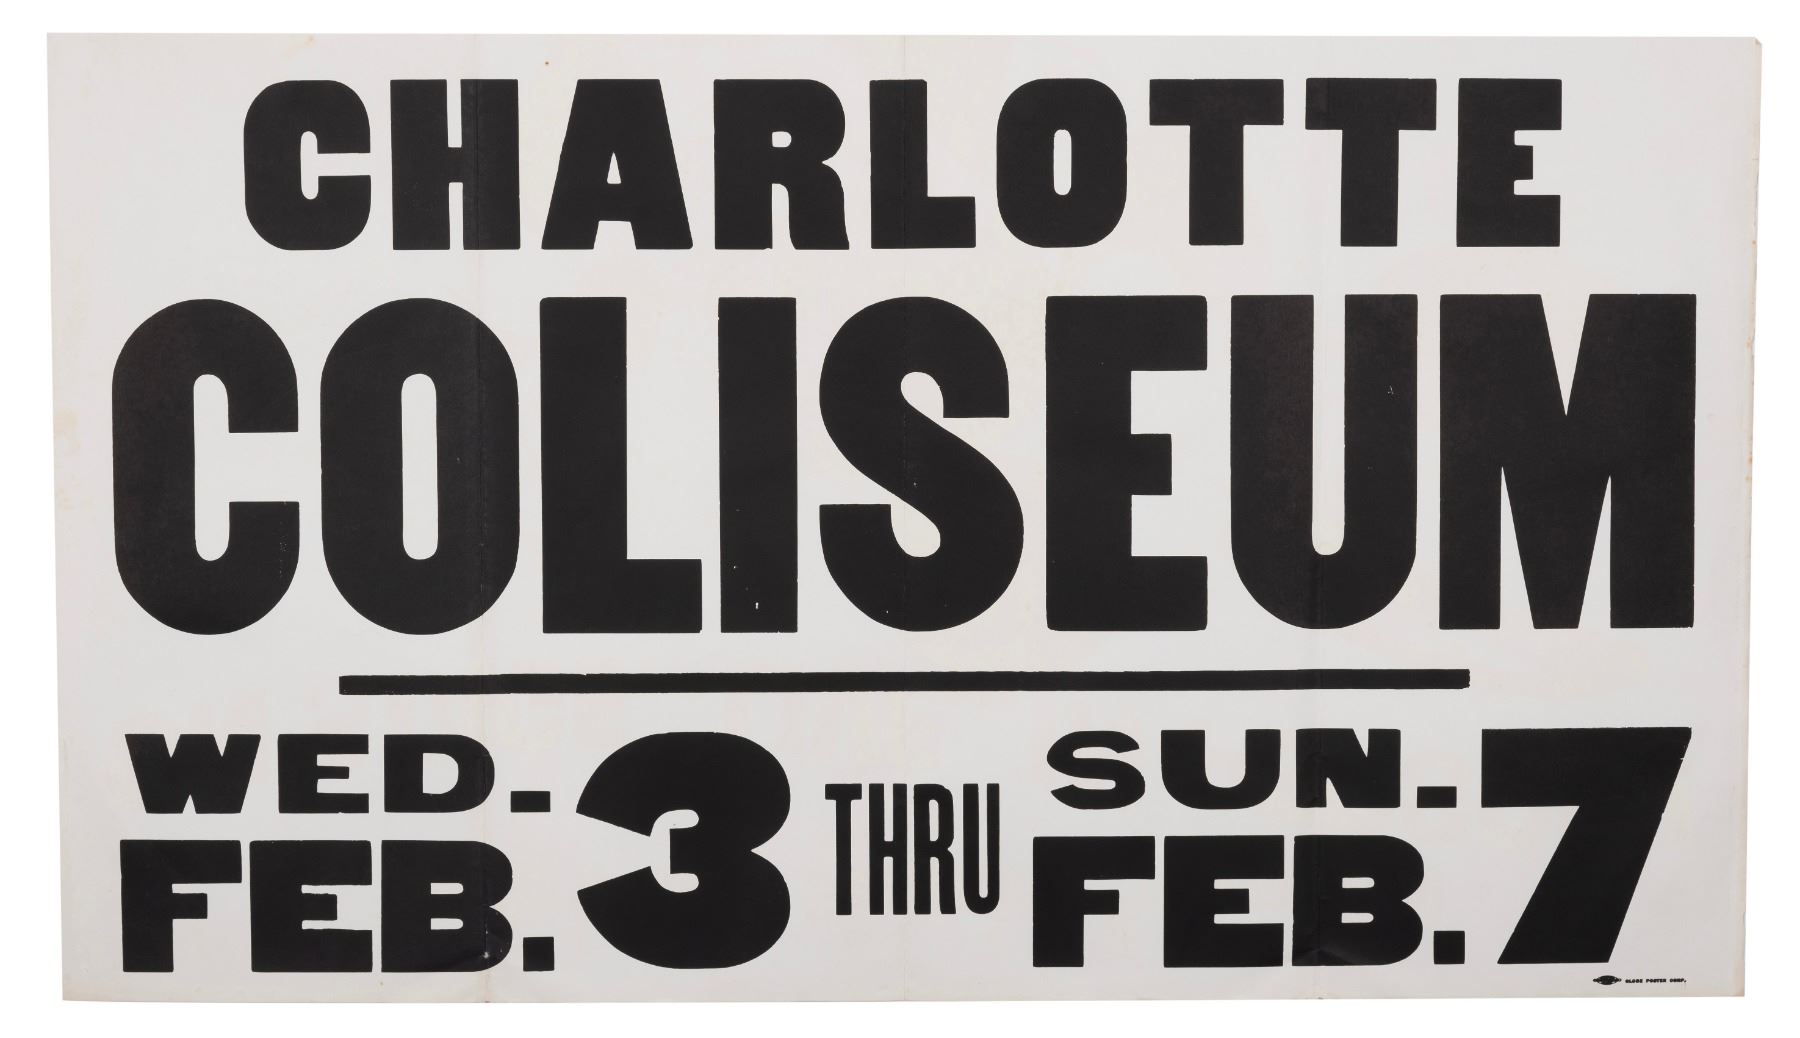 CHARLOTTE
COLISEUM
WED-
FEB. 3 THRU SUN.
FEB. 7
GLOBE POSTER CORP.